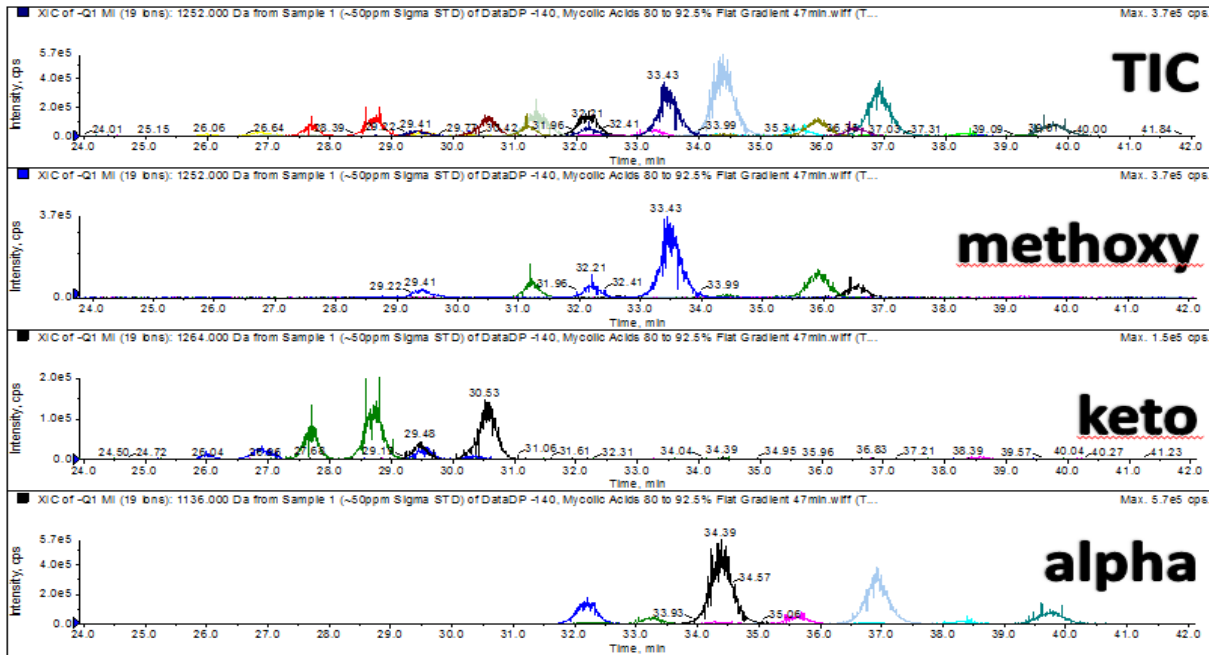 XIC of -Q1 MI (19 ions): 1252.000 Da from Sample 1 (~50ppm Sigma STD) of DataDP -140, Mycolic Acids 80 to 92.5% Flat Gradient 47min.wiff (T... Max. 3.7e5 cps.
TIC
Intensity, cps
5.7e5
4.0e5
2.0e5
0.0
33.43
24.01 25.15 26.06 26.64 28.39 29.22 29.41 31.96 32.21 32.41 33.99 35.34 37.03 37.31 39.09 40.00 41.84
24.0 25.0 26.0 27.0 28.0 29.0 30.0 31.0 32.0 33.0 34.0 35.0 36.0 37.0 38.0 39.0 40.0 41.0 42.0
Time, min
XIC of -Q1 MI (19 ions): 1252.000 Da from Sample 1 (~50ppm Sigma STD) of DataDP -140, Mycolic Acids 80 to 92.5% Flat Gradient 47min.wiff (T... Max. 3.7e5 cps.
methoxy
Intensity, cps
3.7e5
0.0
33.43
29.22 29.41 31.96 32.21 32.41 33.99
24.0 25.0 26.0 27.0 28.0 29.0 30.0 31.0 32.0 33.0 34.0 35.0 36.0 37.0 38.0 39.0 40.0 41.0 42.0
Time, min
XIC of -Q1 MI (19 ions): 1264.000 Da from Sample 1 (~50ppm Sigma STD) of DataDP -140, Mycolic Acids 80 to 92.5% Flat Gradient 47min.wiff (T... Max. 1.5e5 cps.
keto
Intensity, cps
2.0e5
1.0e5
0.0
30.53
24.50 24.72 26.04 27.68 29.48 31.06 31.61 32.31 34.04 34.39 34.95 35.96 36.83 37.21 38.39 39.57 40.04 40.27 41.23
24.0 25.0 26.0 27.0 28.0 29.0 30.0 31.0 32.0 33.0 34.0 35.0 36.0 37.0 38.0 39.0 40.0 41.0 42.0
Time, min
XIC of -Q1 MI (19 ions): 1136.000 Da from Sample 1 (~50ppm Sigma STD) of DataDP -140, Mycolic Acids 80 to 92.5% Flat Gradient 47min.wiff (T... Max. 5.7e5 cps.
alpha
Intensity, cps
5.7e5
4.0e5
2.0e5
0.0
34.39
33.93 34.57 35.06
24.0 25.0 26.0 27.0 28.0 29.0 30.0 31.0 32.0 33.0 34.0 35.0 36.0 37.0 38.0 39.0 40.0 41.0 42.0
Time, min